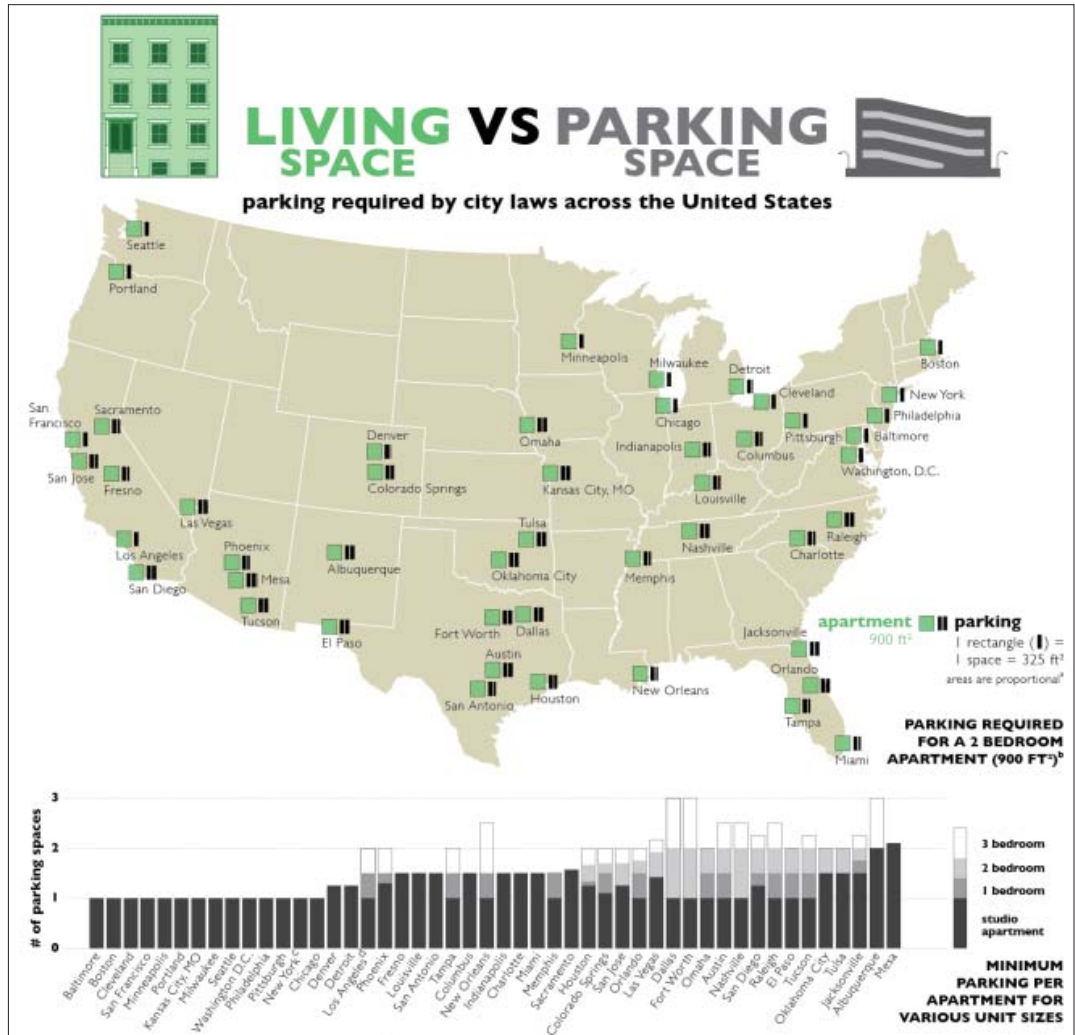 LIVING VS PARKING
SPACE SPACE
parking required by city laws across the United States
Seattle
Portland
Minneapolis
Milwaukee
Detroit
Boston
Cleveland
New York
San
Francisco
Sacramento
Chicago
Philadelphia
Omaha
Indianapolis
Pittsburgh
Baltimore
Denver
Columbus
San Jose
Fresno
Colorado Springs
Kansas City, MO
Washington, D.C.
Louisville
Las Vegas
Tulsa
Raleigh
Nashville
Charlotte
Los Angeles
Phoenix
Albuquerque
Oklahoma City
Memphis
San Diego
Mesa
Tucson
El Paso
Fort Worth
Dallas
Jacksonville
apartment parking
900 ft²
1 rectangle ( ) =
1 space = 325 ft²
areas are proportionalᵃ
Austin
Orlando
San Antonio
Houston
New Orleans
Tampa
Miami
PARKING REQUIRED
FOR A 2 BEDROOM
APARTMENT (900 FT²)ᵇ
# of parking spaces
3
2
1
0
3 bedroom
2 bedroom
1 bedroom
studio
apartment
Baltimore
Boston
Cleveland
San Francisco
Minneapolis
Portland
Kansas City, MO
Milwaukee
Seattle
Washington D.C.
Philadelphia
Pittsburgh
New Yorkᶜ
Chicago
Denver
Detroit
Los Angelesᵈ
Phoenix
Fresno
Louisville
San Antonio
Tampa
Columbus
New Orleans
Indianapolis
Charlotte
Miami
Memphis
Sacramento
Houston
Colorado Springs
San Jose
Orlando
Las Vegas
Dallas
Fort Worth
Omaha
Austin
Nashville
San Diego
Raleigh
El Paso
Tucson
Oklahoma City
Tulsa
Jacksonville
Albuquerque
Mesa
MINIMUM
PARKING PER
APARTMENT FOR
VARIOUS UNIT SIZES